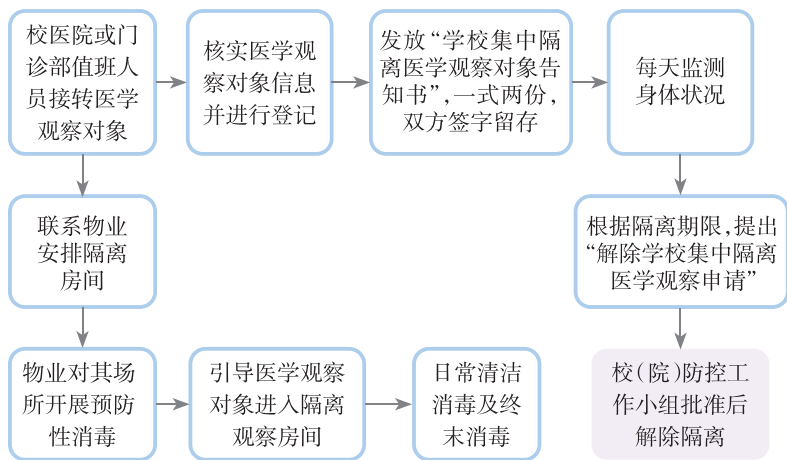 校医院或门
诊部值班人
员接转医学
观察对象
核实医学观
察对象信息
并进行登记
发放“学校集中隔
离医学观察对象告
知书”,一式两份,
双方签字留存
每天监测
身体状况
联系物业
安排隔离
房间
根据隔离期限,提出
“解除学校集中隔离
医学观察申请”
物业对其场
所开展预防
性消毒
引导医学观察
对象进入隔离
观察房间
日常清洁
消毒及终
末消毒
校(院)防控工
作小组批准后
解除隔离